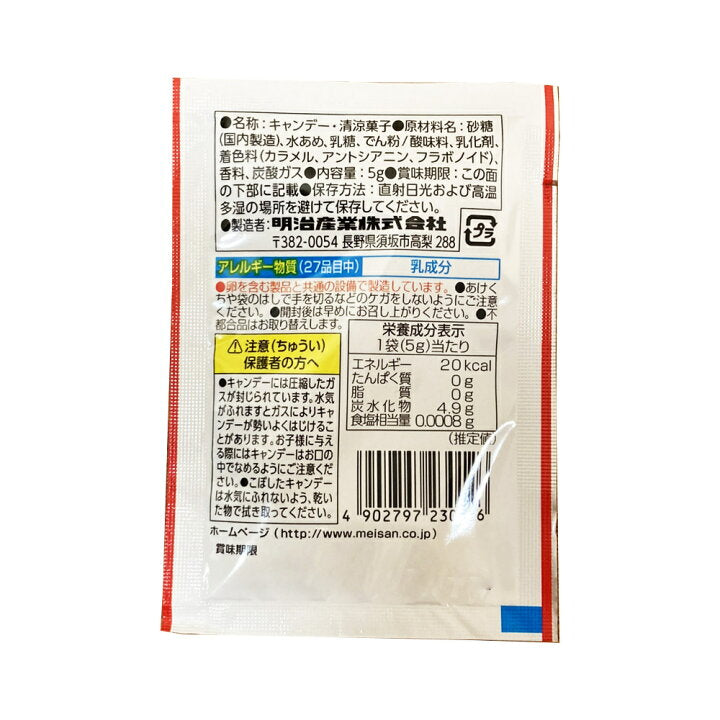 ●名称：キャンデー・清涼菓子●原材料名：砂糖
（国内製造）、水あめ、乳糖、でん粉/酸味料、乳化剤、
着色料（カラメル、アントシアニン、フラボノイド）、
香料、炭酸ガス●内容量：5g●賞味期限：この面
の下部に記載●保存方法：直射日光および高温
多湿の場所を避けて保存してください。
●製造者：明治産業株式会社
〒382-0054 長野県須坂市高梨 288
プラ
アレルギー物質（27品目中） 乳成分
●卵を含む製品と共通の設備で製造しています。●あけく
ちや袋のはしで手を切るなどのケガをしないようにご注意
ください。●開封後は早めにお召し上がりください。●不
都合品はお取り替えします。
⚠注意（ちゅうい）
保護者の方へ
●キャンデーには圧縮したガ
スが封じられています。水気
がふれますとガスによりキャ
ンデーが勢いよくはじけるこ
とがあります。お子様に与え
る際にはキャンデーはお口の
中でなめるようにご注意くだ
さい。●こぼしたキャンデー
は水気にふれないよう、乾い
た物で拭き取ってください。
栄養成分表示
1袋（5g）当たり
エネルギー 20kcal
たんぱく質 0g
脂質 0g
炭水化物 4.9g
食塩相当量 0.0008g
（推定値）
ホームページ（http://www.meisan.co.jp）
賞味期限